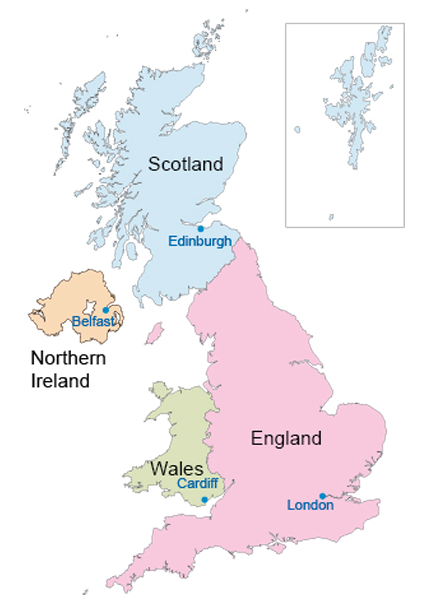 Scotland
Edinburgh
Belfast
Northern
Ireland
England
Wales
Cardiff
London